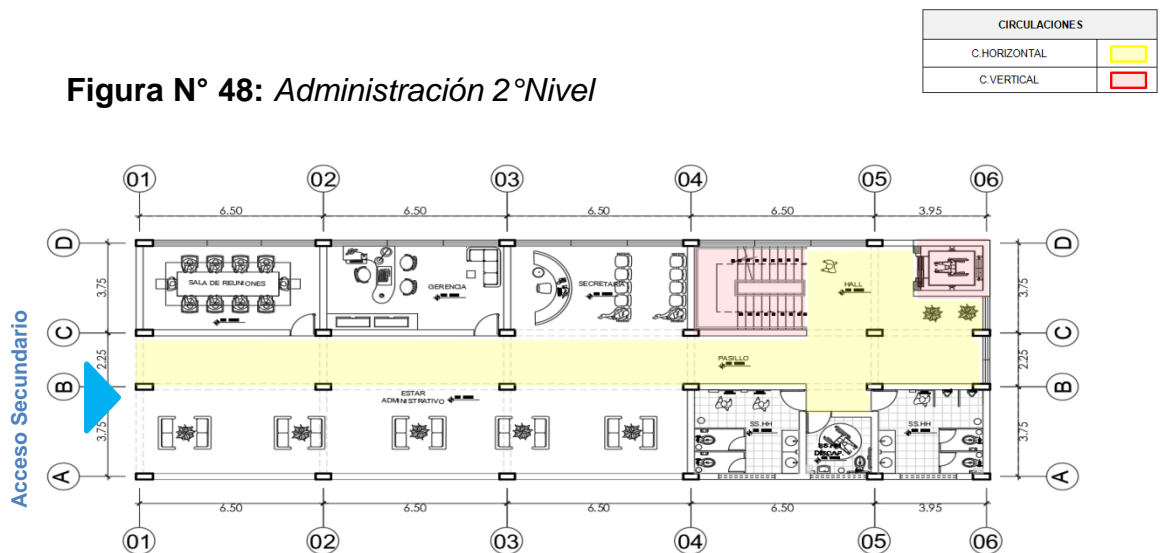 CIRCULACIONES
C.HORIZONTAL
C.VERTICAL
Figura N° 48: Administración 2°Nivel
01 02 03 04 05 06
6.50 6.50 6.50 6.50 3.95
D D
3.75 3.75
SALA DE REUNIONES
GERENCIA
SECRETARIA
HALL
C C
2.25 2.25
PASILLO
B B
Acceso Secundario
ESTAR
ADMINISTRATIVO
3.75 3.75
SS.HH
SS.HH
DISCAP.
SS.HH
A A
6.50 6.50 6.50 6.50 3.95
01 02 03 04 05 06